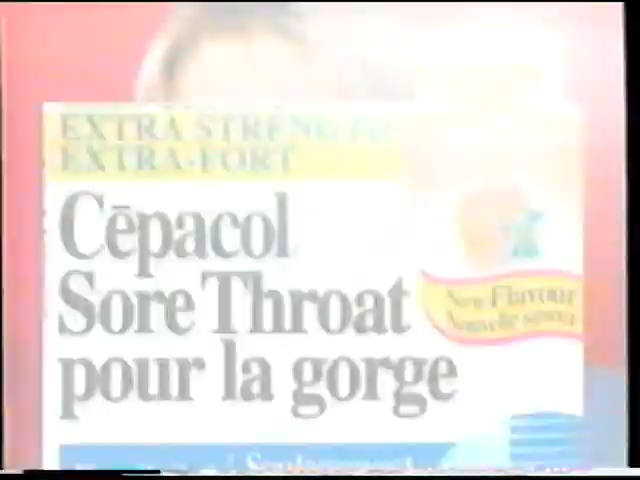 EXTRA STRENGTH
EXTRA-FORT
Cēpacol
Sore Throat
pour la gorge
New Flavour
Nouvelle saveur